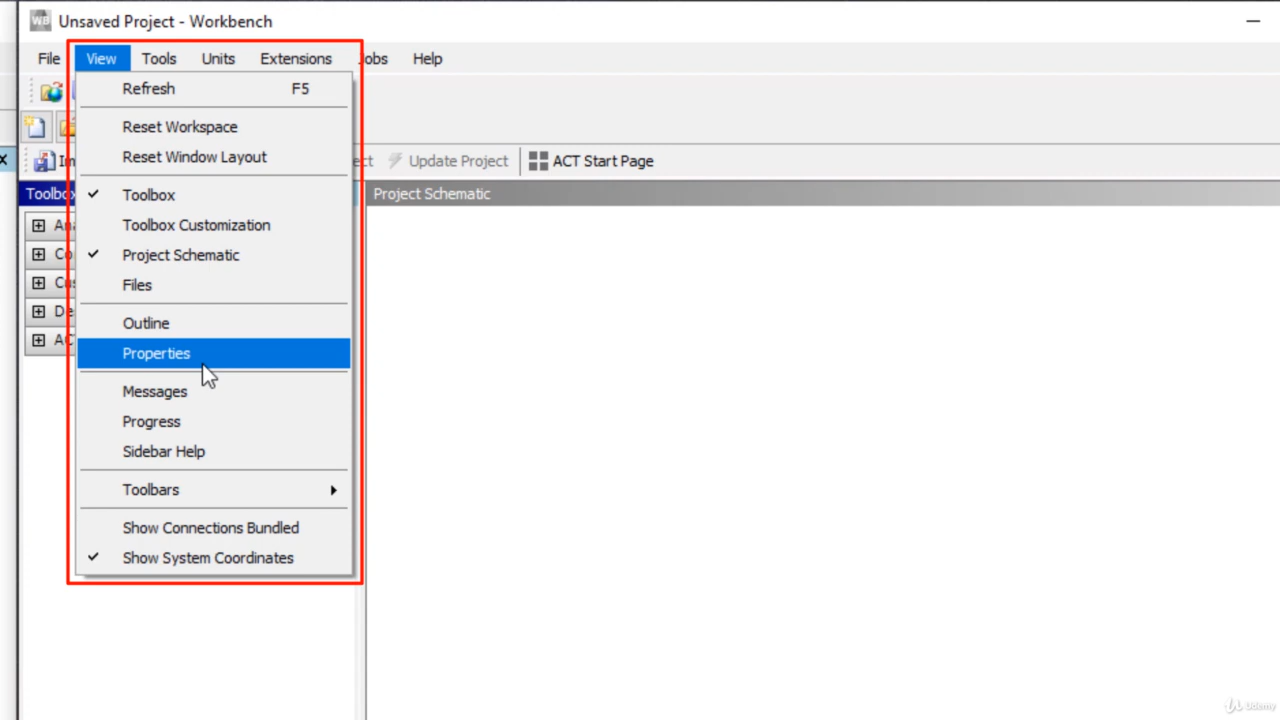 WB Unsaved Project - Workbench
File View Tools Units Extensions Jobs Help
Refresh F5
Reset Workspace
Reset Window Layout
Update Project ACT Start Page
Toolbox Project Schematic
Toolbox
Toolbox Customization
Project Schematic
Files
Outline
Properties
Messages
Progress
Sidebar Help
Toolbars
Show Connections Bundled
Show System Coordinates
Udemy